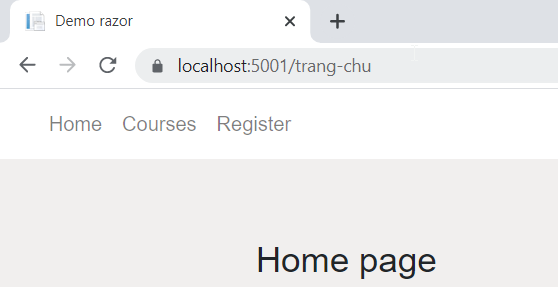 Demo razor
localhost:5001/trang-chu
Home Courses Register
Home page